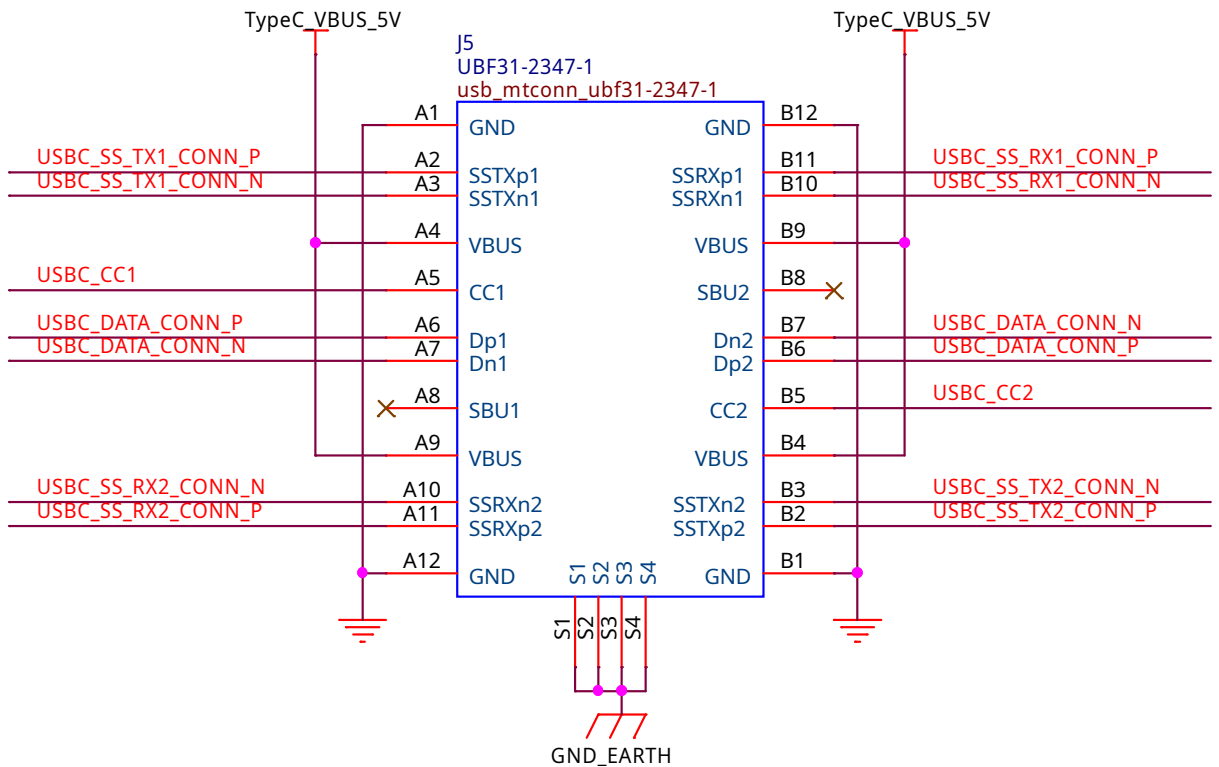 TypeC_VBUS_5V
TypeC_VBUS_5V
J5
UBF31-2347-1
usb_mtconn_ubf31-2347-1
A1 GND GND B12
USBC_SS_TX1_CONN_P A2 SSTXp1 SSRXp1 B11 USBC_SS_RX1_CONN_P
USBC_SS_TX1_CONN_N A3 SSTXn1 SSRXn1 B10 USBC_SS_RX1_CONN_N
A4 VBUS VBUS B9
USBC_CC1 A5 CC1 SBU2 B8
USBC_DATA_CONN_P A6 Dp1 Dn2 B7 USBC_DATA_CONN_N
USBC_DATA_CONN_N A7 Dn1 Dp2 B6 USBC_DATA_CONN_P
A8 SBU1 CC2 B5 USBC_CC2
A9 VBUS VBUS B4
USBC_SS_RX2_CONN_N A10 SSRXn2 SSTXn2 B3 USBC_SS_TX2_CONN_N
USBC_SS_RX2_CONN_P A11 SSRXp2 SSTXp2 B2 USBC_SS_TX2_CONN_P
A12 GND GND B1
S1 S2 S3 S4
S1 S2 S3 S4
GND_EARTH